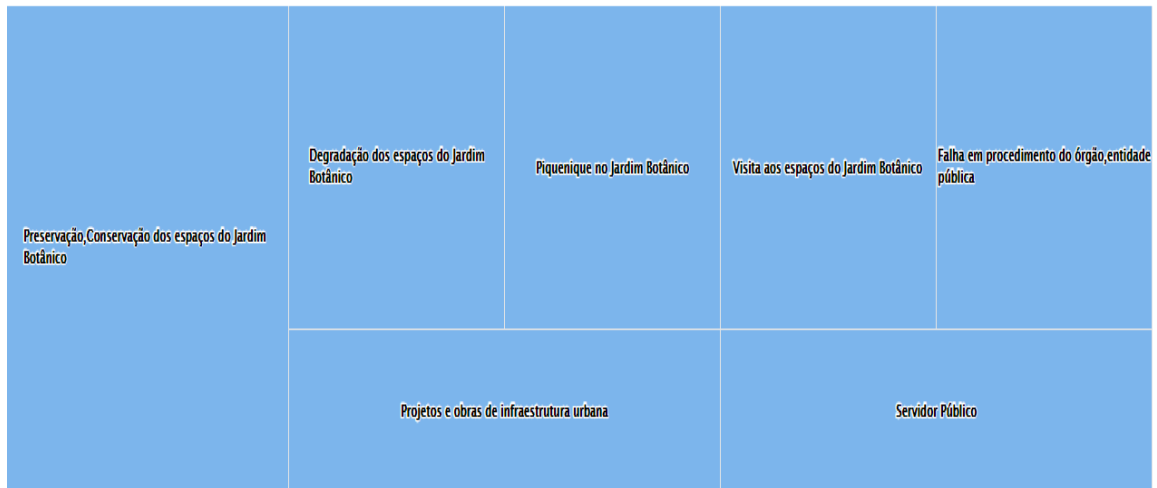 Preservação,Conservação dos espaços do Jardim
Botânico
Degradação dos espaços do Jardim
Botânico
Piquenique no Jardim Botânico
Visita aos espaços do Jardim Botânico
Falha em procedimento do órgão,entidade
pública
Projetos e obras de infraestrutura urbana
Servidor Público